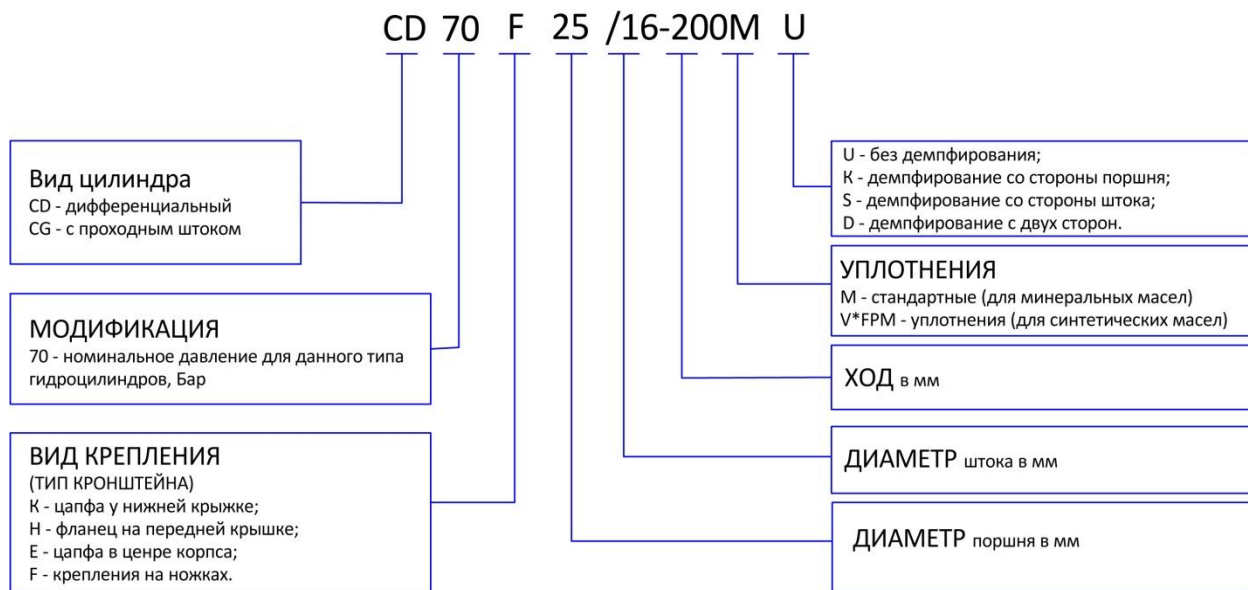 CD 70 F 25 /16-200М U
Вид цилиндра
CD - дифференциальный
CG - с проходным штоком
МОДИФИКАЦИЯ
70 - номинальное давление для данного типа
гидроцилиндров, Бар
ВИД КРЕПЛЕНИЯ
(ТИП КРОНШТЕЙНА)
К - цапфа у нижней крыжке;
Н - фланец на передней крышке;
Е - цапфа в ценре корпса;
F - крепления на ножках.
U - без демпфирования;
К - демпфирование со стороны поршня;
S - демпфирование со стороны штока;
D - демпфирование с двух сторон.
УПЛОТНЕНИЯ
М - стандартные (для минеральных масел)
V*FPM - уплотнения (для синтетических масел)
ХОД в мм
ДИАМЕТР штока в мм
ДИАМЕТР поршня в мм